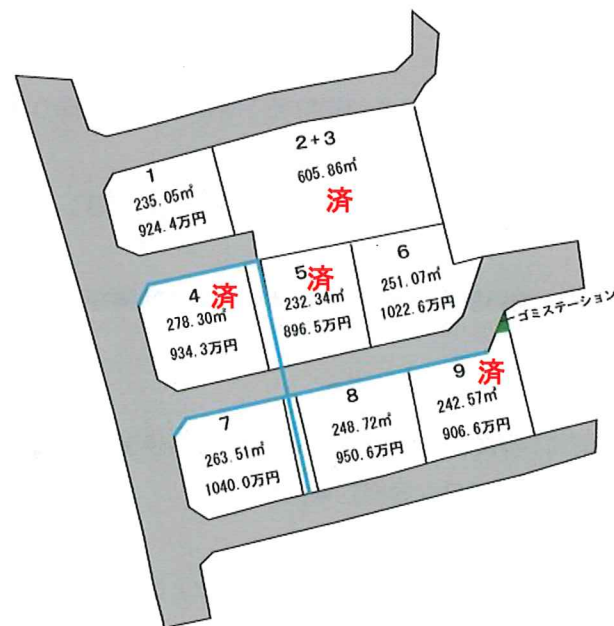 1
235.05㎡
924.4万円
2+3
605.86㎡
済
4
済
278.30㎡
934.3万円
5
済
232.34㎡
896.5万円
6
251.07㎡
1022.6万円
ゴミステーション
7
263.51㎡
1040.0万円
8
248.72㎡
950.6万円
9
済
242.57㎡
906.6万円